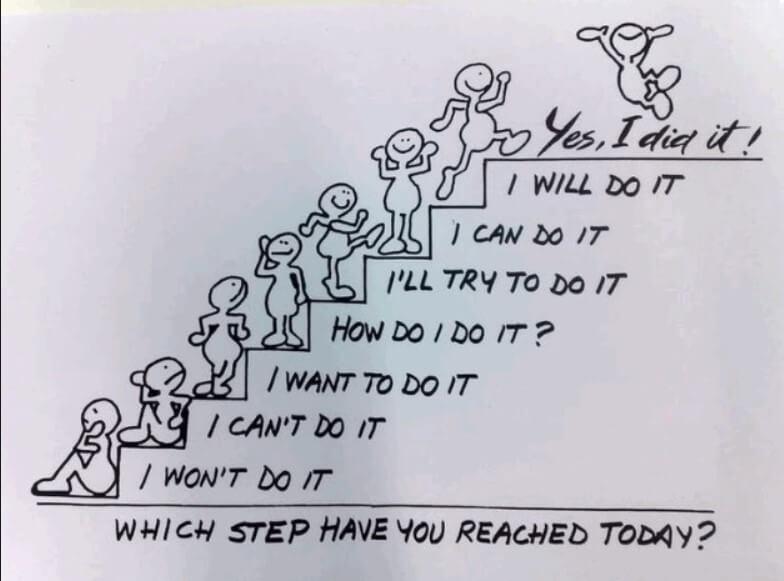 Yes, I did it!
I WILL DO IT
I CAN DO IT
I'LL TRY TO DO IT
HOW DO I DO IT?
I WANT TO DO IT
I CAN'T DO IT
I WON'T DO IT
WHICH STEP HAVE YOU REACHED TODAY?